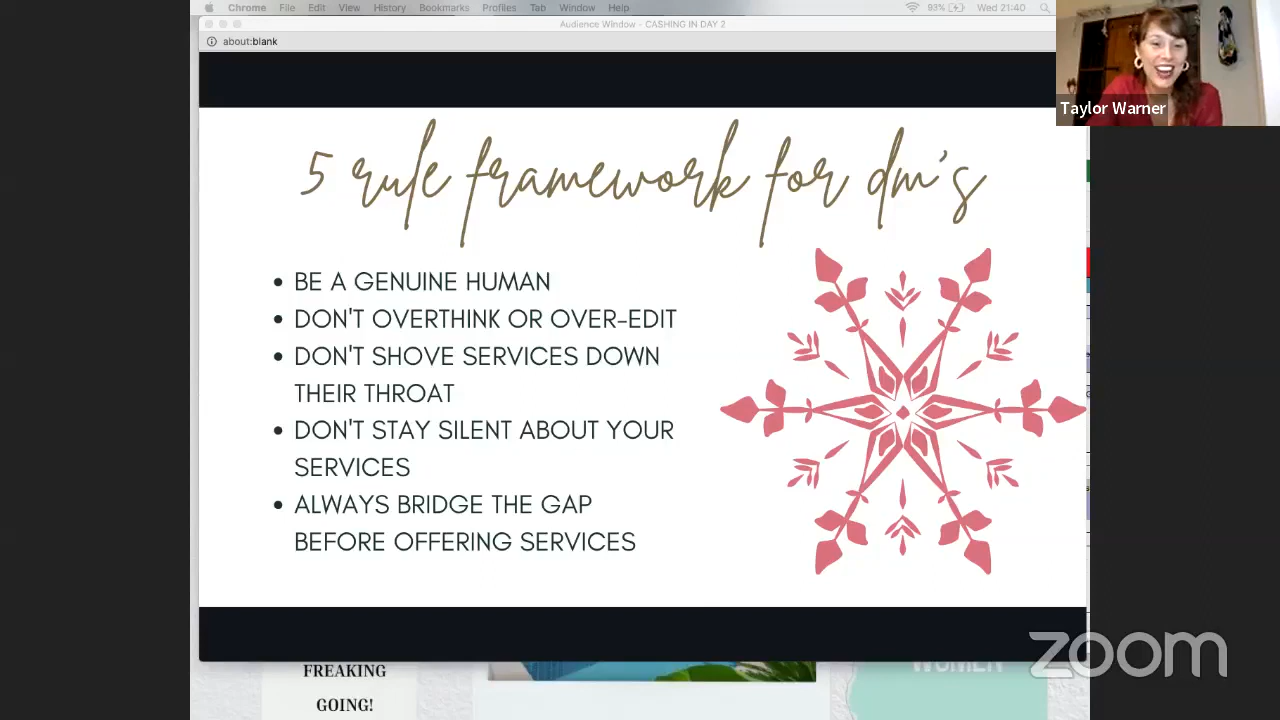 Chrome File Edit View History Bookmarks Profiles Tab Window Help 93% Wed 21:40
Audience Window - CASHING IN DAY 2
about:blank
Taylor Warner
5 rule framework for dm's
• BE A GENUINE HUMAN
• DON'T OVERTHINK OR OVER-EDIT
• DON'T SHOVE SERVICES DOWN
THEIR THROAT
• DON'T STAY SILENT ABOUT YOUR
SERVICES
• ALWAYS BRIDGE THE GAP
BEFORE OFFERING SERVICES
zoom
WOMEN
FREAKING
GOING!